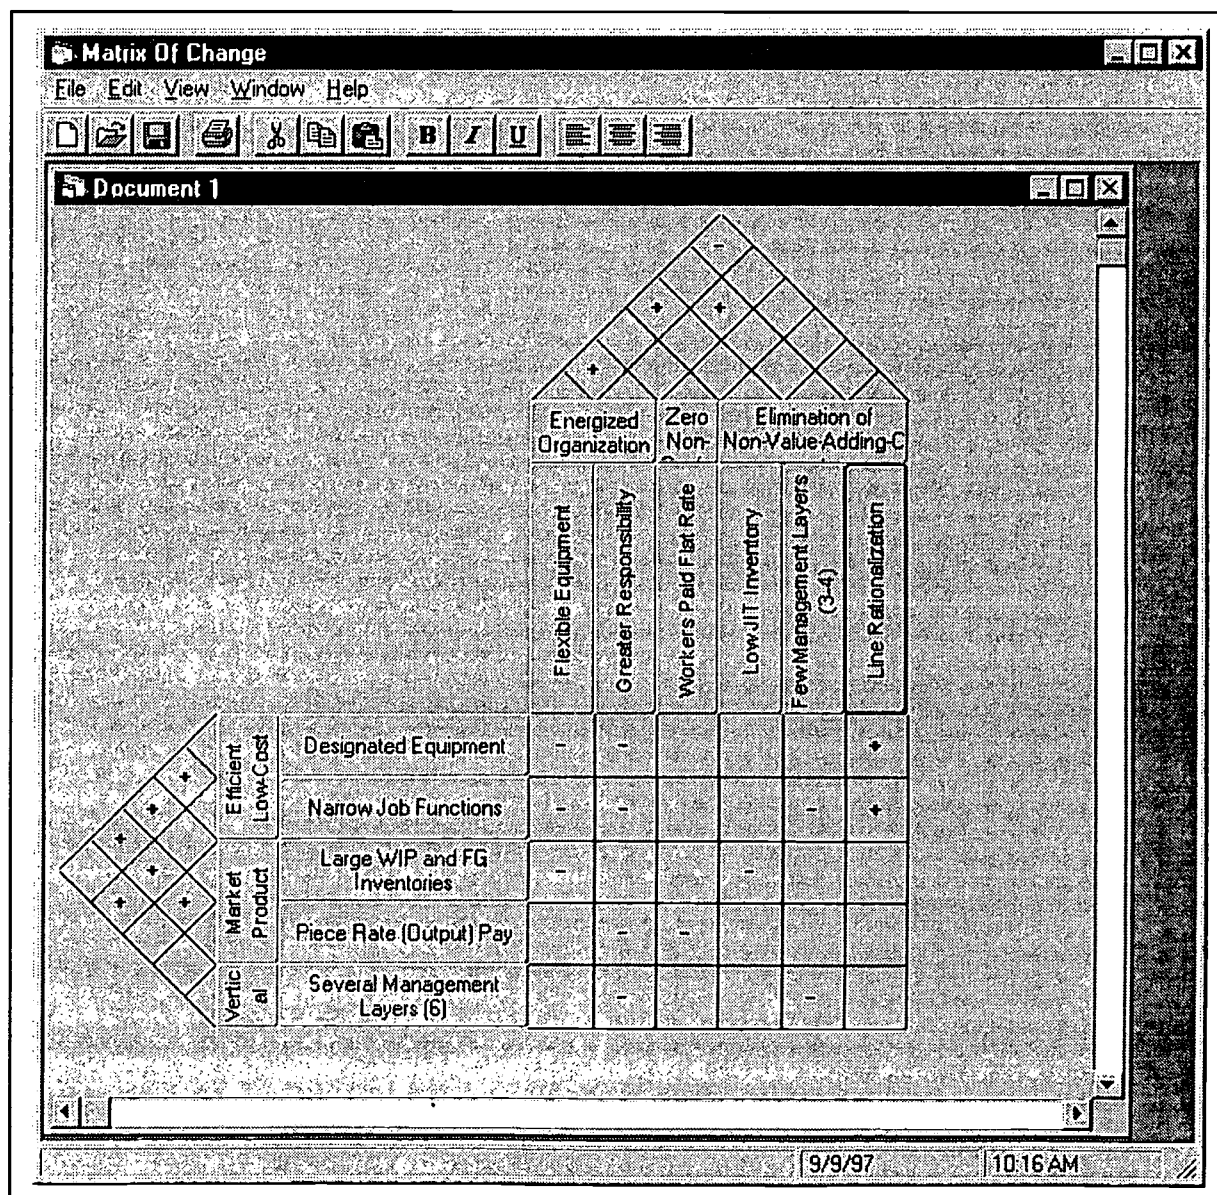 Matrix Of Change
File Edit View Window Help
B I U
Document 1
-
+ +
+
Energized
Organization
Zero
Non-
Elimination of
Non-Value-Adding-C
Flexible Equipment
Greater Responsibility
Workers Paid Flat Rate
Low JIT Inventory
Few Management Layers
(3-4)
Line Rationalization
Efficient
Low-Cost
Market
Product
Vertic
al
Designated Equipment - - +
Narrow Job Functions - - - +
Large WIP and FG
Inventories - -
Piece Rate (Output) Pay - -
Several Management
Layers (6) - -
+
+
+
+
+ +
9/9/97 10:16 AM